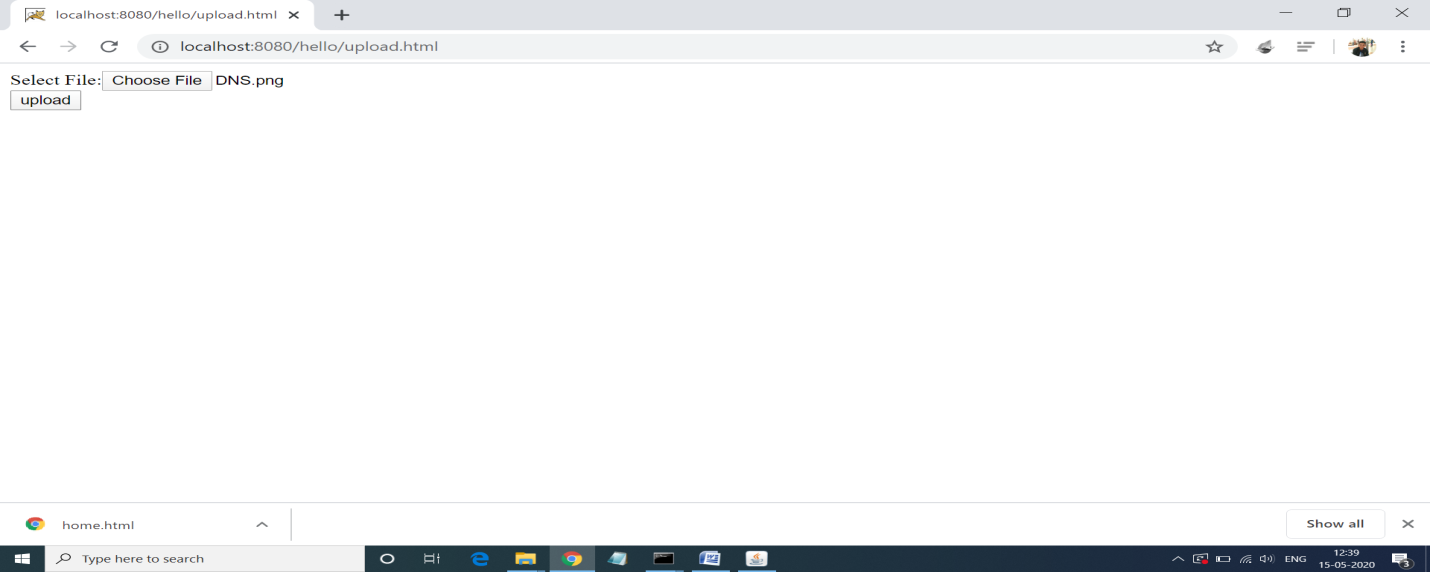 localhost:8080/hello/upload.html
localhost:8080/hello/upload.html
Select File: Choose File DNS.png
upload
home.html
Show all
Type here to search
ENG
12:39
15-05-2020
3